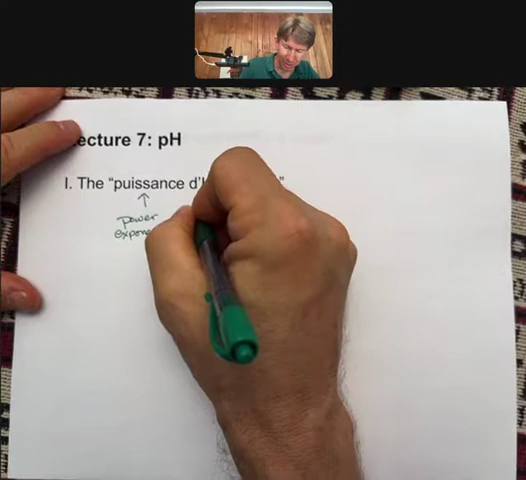 ecture 7: pH
I. The "puissance d' "
↑
power
expone